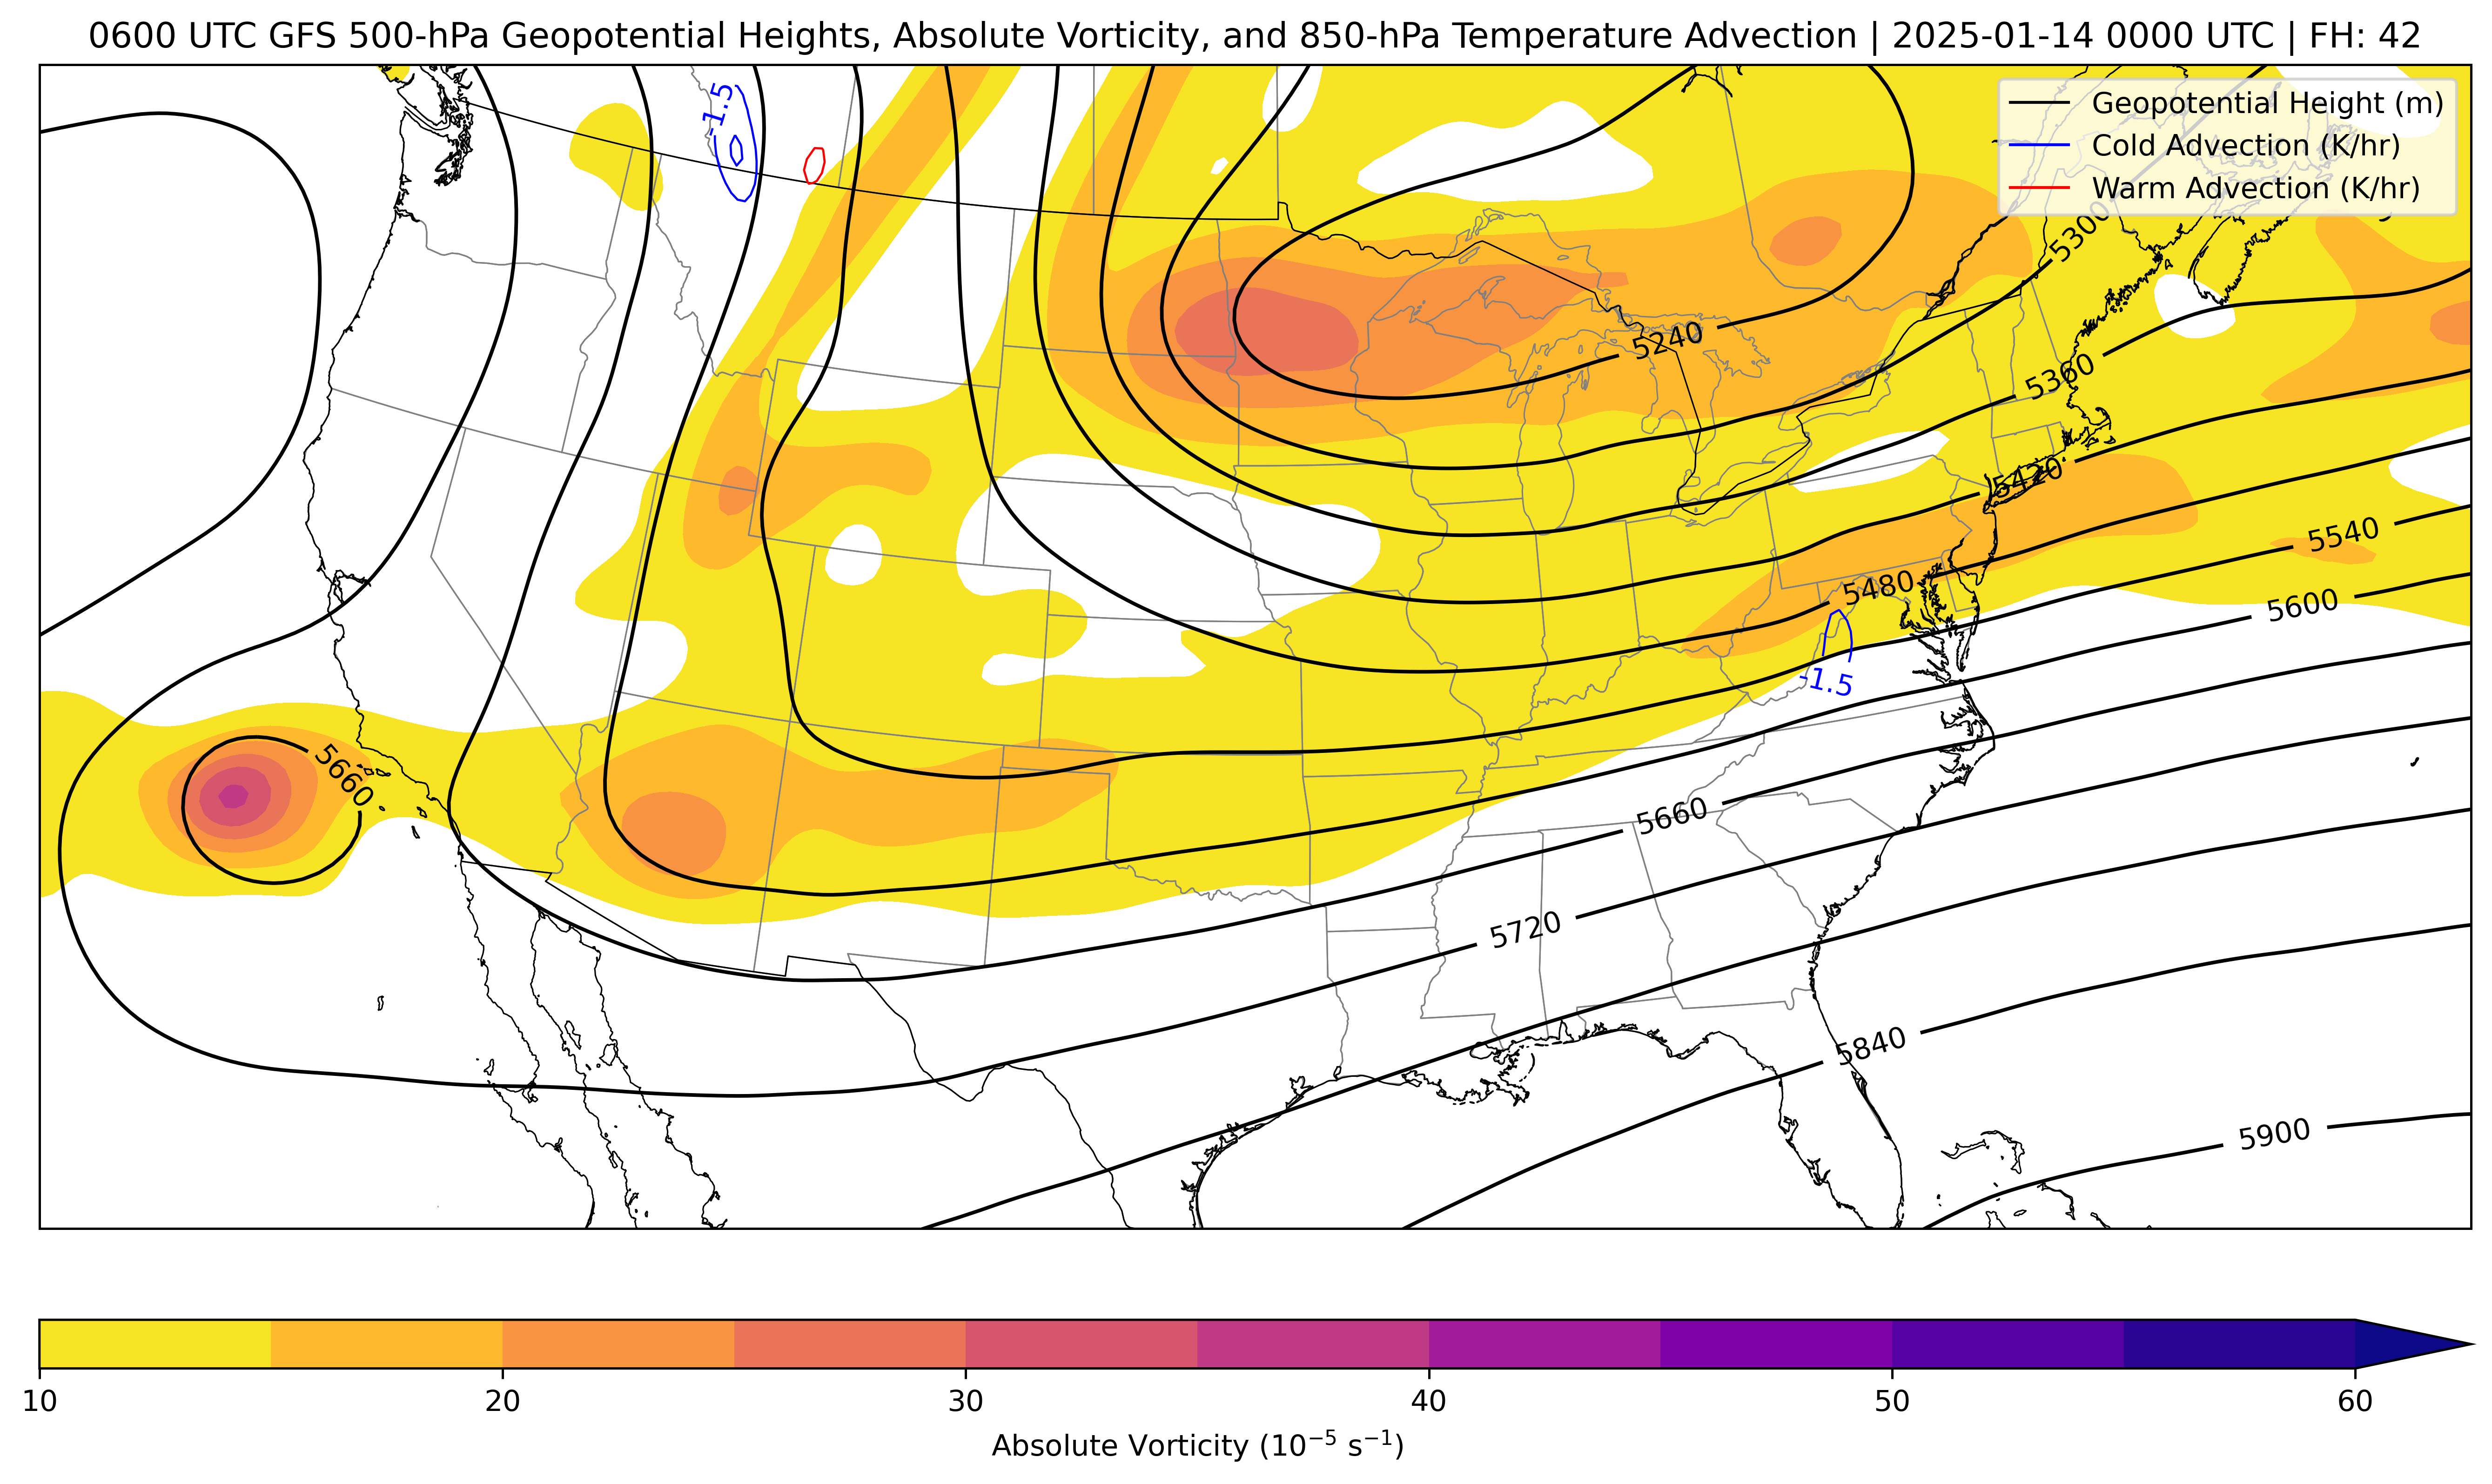 0600 UTC GFS 500-hPa Geopotential Heights, Absolute Vorticity, and 850-hPa Temperature Advection | 2025-01-14 0000 UTC | FH: 42
Geopotential Height (m)
Cold Advection (K/hr)
Warm Advection (K/hr)
-1.5
5300
5240
5360
5420
5540
5480
5600
-1.5
5660
5660
5720
5840
5900
10 20 30 40 50 60
Absolute Vorticity (10⁻⁵ s⁻¹)